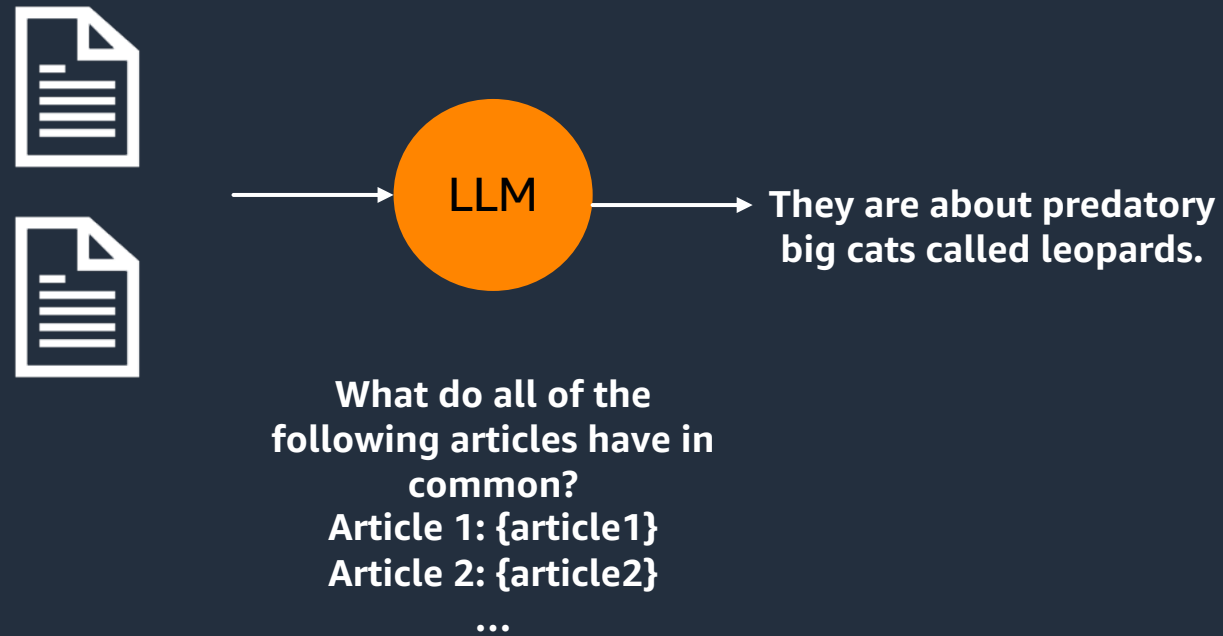 LLM
They are about predatory
big cats called leopards.
What do all of the
following articles have in
common?
Article 1: {article1}
Article 2: {article2}
...